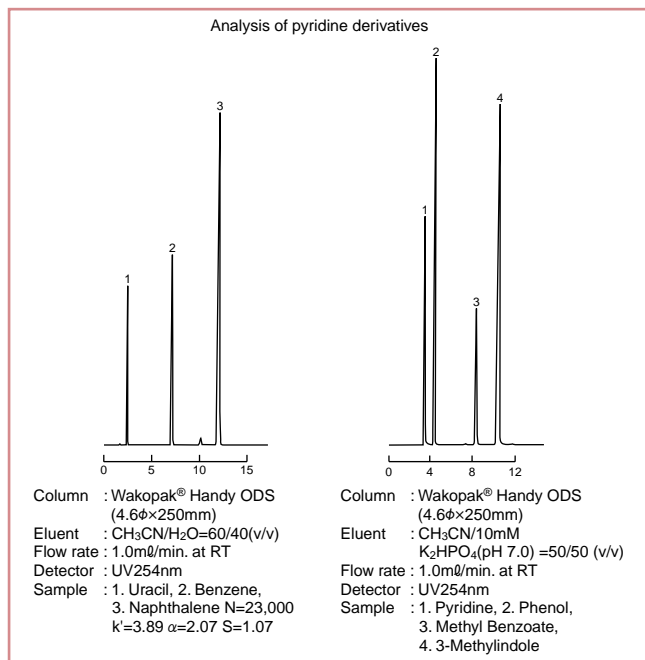 Analysis of pyridine derivatives
1
2
3
0 5 10 15
Column : Wakopak® Handy ODS
(4.6ϕ×250mm)
Eluent : CH₃CN/H₂O=60/40(v/v)
Flow rate : 1.0mℓ/min. at RT
Detector : UV254nm
Sample : 1. Uracil, 2. Benzene,
3. Naphthalene N=23,000
k'=3.89 α=2.07 S=1.07
1
2
3
4
0 4 8 12
Column : Wakopak® Handy ODS
(4.6ϕ×250mm)
Eluent : CH₃CN/10mM
K₂HPO₄(pH 7.0) =50/50 (v/v)
Flow rate : 1.0mℓ/min. at RT
Detector : UV254nm
Sample : 1. Pyridine, 2. Phenol,
3. Methyl Benzoate,
4. 3-Methylindole